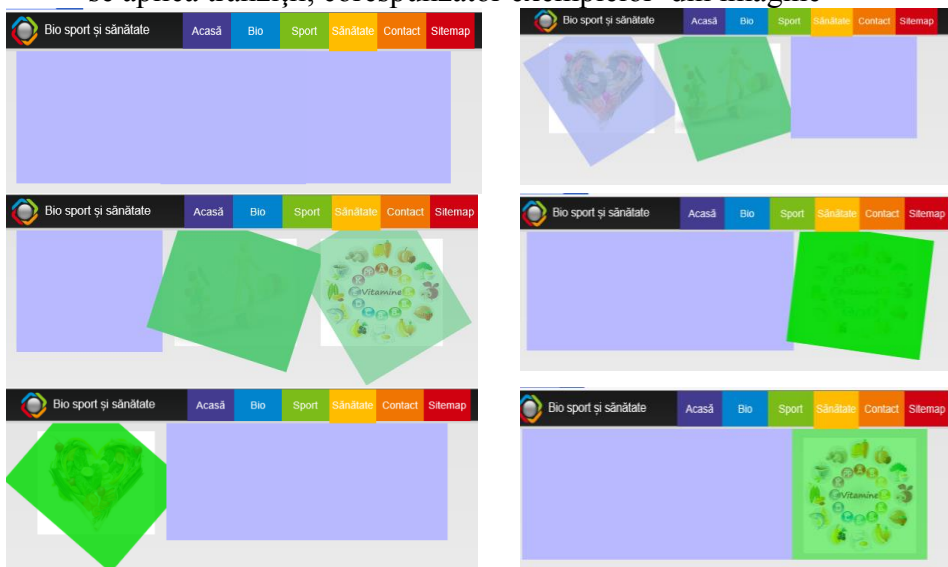 se aplică tranziții, corespunzător exemplelor din imagine
Bio sport și sănătate Acasă Bio Sport Sănătate Contact Sitemap
Bio sport și sănătate Acasă Bio Sport Sănătate Contact Sitemap
Bio sport și sănătate Acasă Bio Sport Sănătate Contact Sitemap
Vitamine
Bio sport și sănătate Acasă Bio Sport Sănătate Contact Sitemap
Bio sport și sănătate Acasă Bio Sport Sănătate Contact Sitemap
Bio sport și sănătate Acasă Bio Sport Sănătate Contact Sitemap
Vitamine